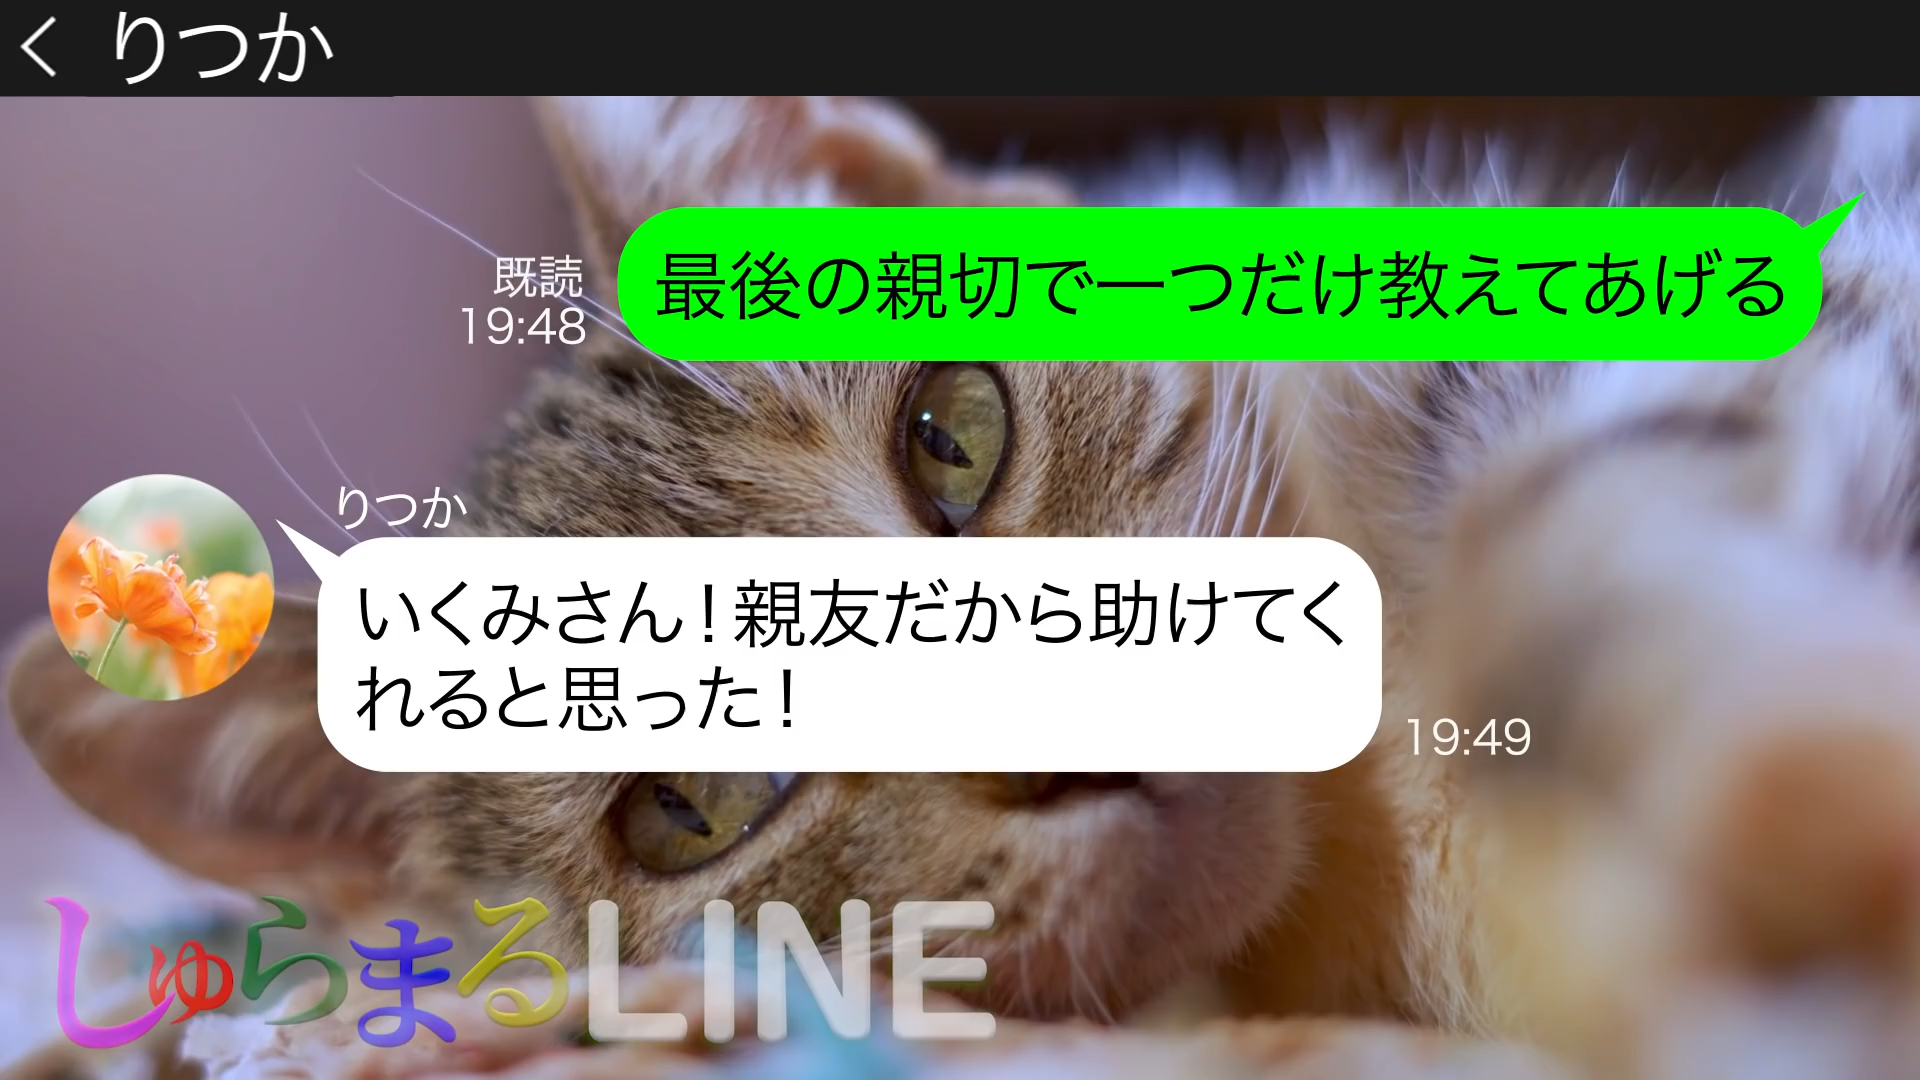 りつか
最後の親切で一つだけ教えてあげる
既読
19:48
りつか
いくみさん！親友だから助けてく
れると思った！
19:49
しゅらまるLINE